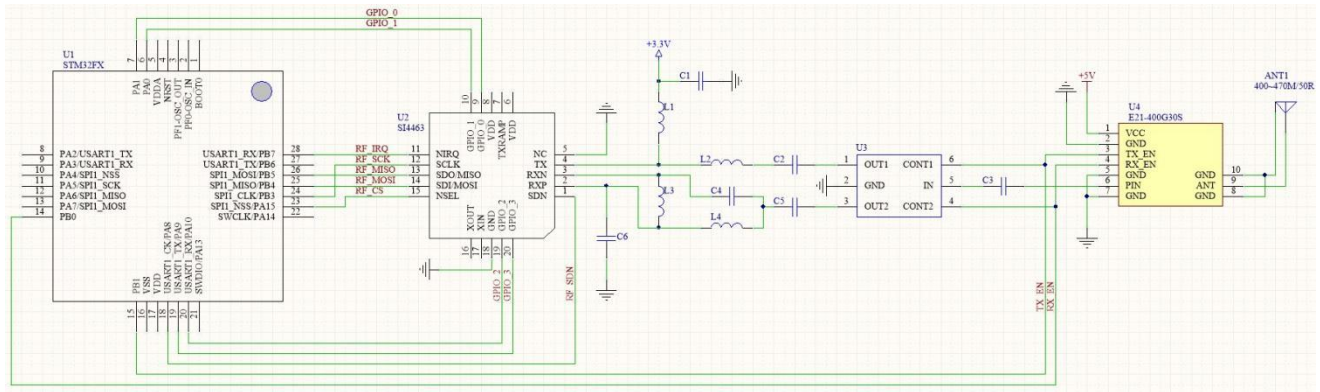 GPIO_0
GPIO_1
U1
STM32FX
7
6
5
4
3
2
1
PA1
PA0
VDDA
NRST
PF1-OSC_OUT
PF0-OSC_IN
BOOT0
8 PA2/USART1_TX
9 PA3/USART1_RX
10 PA4/SPI1_NSS
11 PA5/SPI1_SCK
12 PA6/SPI1_MISO
13 PA7/SPI1_MOSI
14 PB0
USART1_RX/PB7 28
USART1_TX/PB6 27
SPI1_MOSI/PB5 26
SPI1_MISO/PB4 25
SPI1_CLK/PB3 24
SPI1_NSS/PA15 23
SWCLK/PA14 22
PB1
VSS
VDD
USART1_CK/PA8
USART1_TX/PA9
USART1_RX/PA10
SWDIO/PA13
15
16
17
18
19
20
21
RF_IRQ
RF_SCK
RF_MISO
RF_MOSI
RF_CS
U2
SI4463
10
9
8
7
6
GPIO_1
GPIO_0
VDD
TXRAMP
VDD
11 NIRQ
12 SCLK
13 SDO/MISO
14 SDI/MOSI
15 NSEL
NC 5
TX 4
RXN 3
RXP 2
SDN 1
XOUT
XIN
GND
GPIO_2
GPIO_3
16
17
18
19
20
GPIO_2
GPIO_3
RF_SDN
+3.3V
C1
L1
L2
C2
L3
C4
L4
C5
C6
U3
1 OUT1
2 GND
3 OUT2
CONT1 6
IN 5
CONT2 4
C3
TX_EN
RX_EN
+5V
U4
E21-400G30S
1 VCC
2 GND
3 TX_EN
4 RX_EN
5 GND
6 PIN
7 GND
GND 10
ANT 9
GND 8
ANT1
400~470M/50R